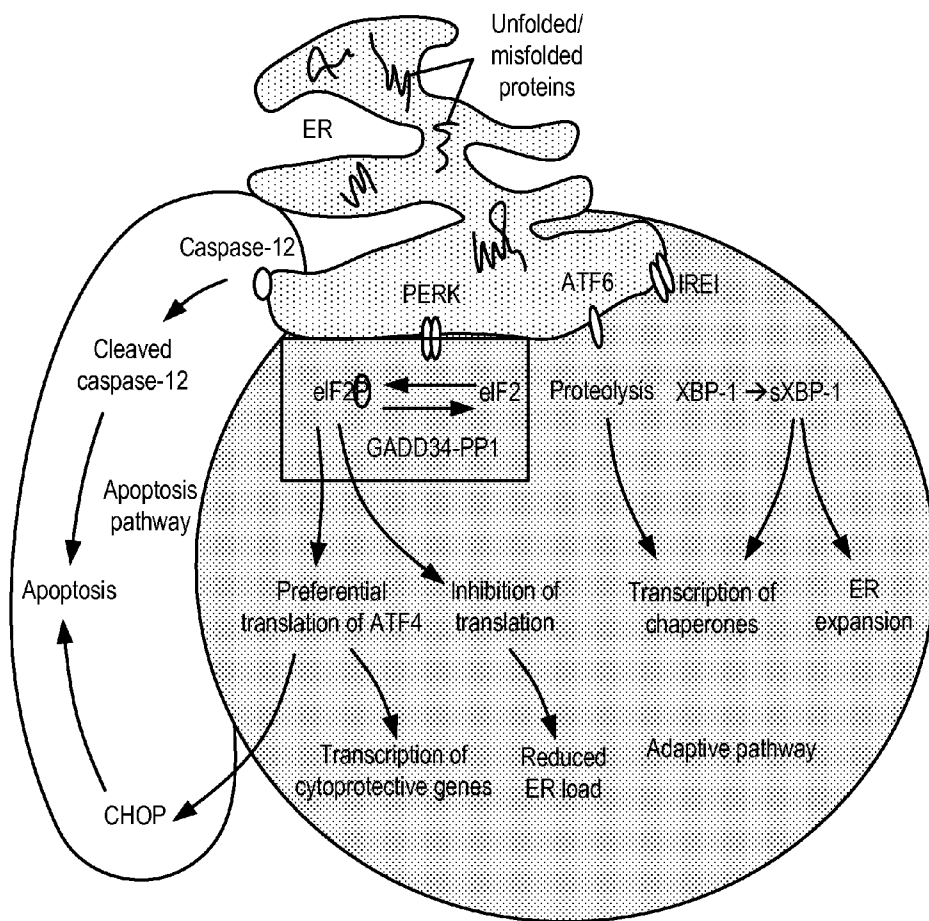 Unfolded/
misfolded
proteins
ER
Caspase-12
PERK
ATF6
IREI
Cleaved
caspase-12
eIF2P
eIF2
GADD34-PP1
Proteolysis
XBP-1 → sXBP-1
Apoptosis
pathway
Apoptosis
Preferential
translation of ATF4
Inhibition of
translation
Transcription of
chaperones
ER
expansion
Transcription of
cytoprotective genes
Reduced
ER load
Adaptive pathway
CHOP